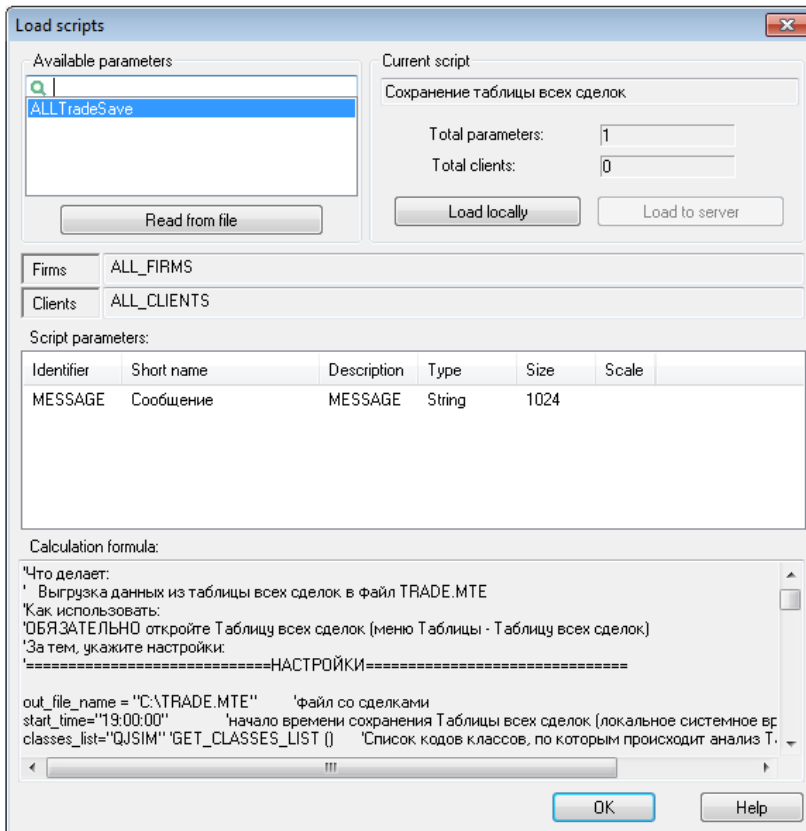 Load scripts
Available parameters
ALLTradeSave
Read from file
Current script
Сохранение таблицы всех сделок
Total parameters: 1
Total clients: 0
Load locally Load to server
Firms ALL_FIRMS
Clients ALL_CLIENTS
Script parameters:
Identifier Short name Description Type Size Scale
MESSAGE Сообщение MESSAGE String 1024
Calculation formula:
'Что делает:
' Выгрузка данных из таблицы всех сделок в файл TRADE.MTE
'Как использовать:
'ОБЯЗАТЕЛЬНО откройте Таблицу всех сделок (меню Таблицы - Таблицу всех сделок)
'За тем, укажите настройки:
'=============================НАСТРОЙКИ===============================
out_file_name = "C:\TRADE.MTE" 'файл со сделками
start_time="19:00:00" 'начало времени сохранения Таблицы всех сделок (локальное системное вр
classes_list="QJSIM" 'GET_CLASSES_LIST () 'Список кодов классов, по которым происходит анализ
OK Help